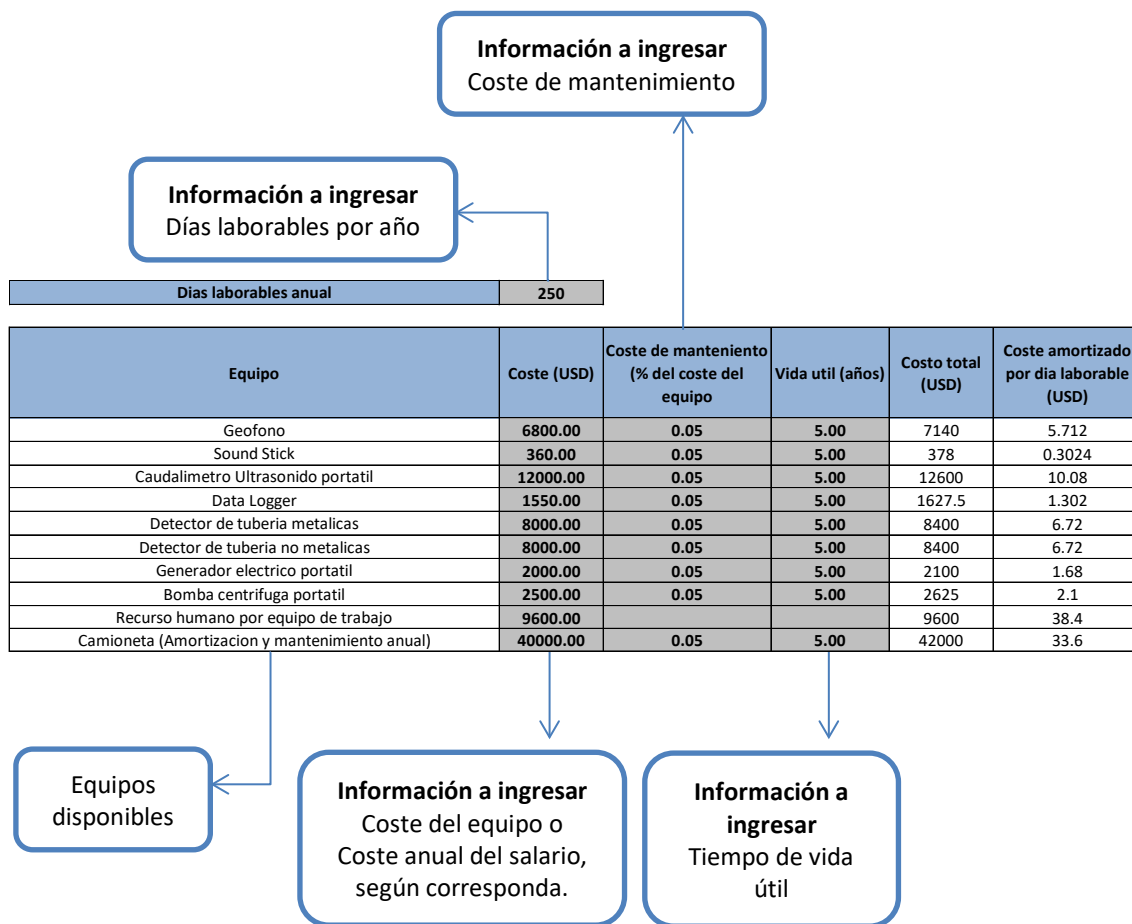 Información a ingresar
Coste de mantenimiento
Información a ingresar
Días laborables por año
Dias laborables anual 250
Equipo Coste (USD) Coste de manteniento (% del coste del equipo Vida util (años) Costo total (USD) Coste amortizado por dia laborable (USD)
Geofono 6800.00 0.05 5.00 7140 5.712
Sound Stick 360.00 0.05 5.00 378 0.3024
Caudalimetro Ultrasonido portatil 12000.00 0.05 5.00 12600 10.08
Data Logger 1550.00 0.05 5.00 1627.5 1.302
Detector de tuberia metalicas 8000.00 0.05 5.00 8400 6.72
Detector de tuberia no metalicas 8000.00 0.05 5.00 8400 6.72
Generador electrico portatil 2000.00 0.05 5.00 2100 1.68
Bomba centrifuga portatil 2500.00 0.05 5.00 2625 2.1
Recurso humano por equipo de trabajo 9600.00 9600 38.4
Camioneta (Amortizacion y mantenimiento anual) 40000.00 0.05 5.00 42000 33.6
Equipos
disponibles
Información a ingresar
Coste del equipo o
Coste anual del salario,
según corresponda.
Información a
ingresar
Tiempo de vida
útil